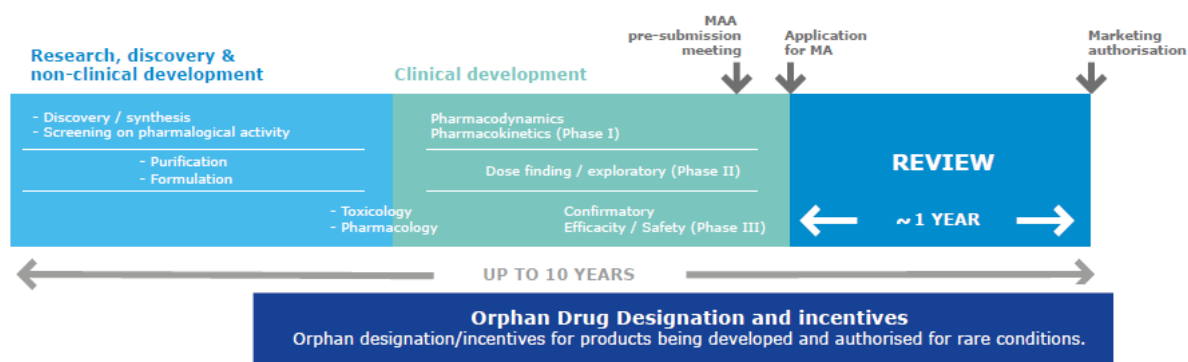 MAA
pre-submission
meeting
Application
for MA
Marketing
authorisation
Research, discovery &
non-clinical development
Clinical development
- Discovery / synthesis
- Screening on pharmalogical activity
- Purification
- Formulation
- Toxicology
- Pharmacology
Pharmacodynamics
Pharmacokinetics (Phase I)
Dose finding / exploratory (Phase II)
Confirmatory
Efficacity / Safety (Phase III)
REVIEW
~ 1 YEAR
UP TO 10 YEARS
Orphan Drug Designation and incentives
Orphan designation/incentives for products being developed and authorised for rare conditions.